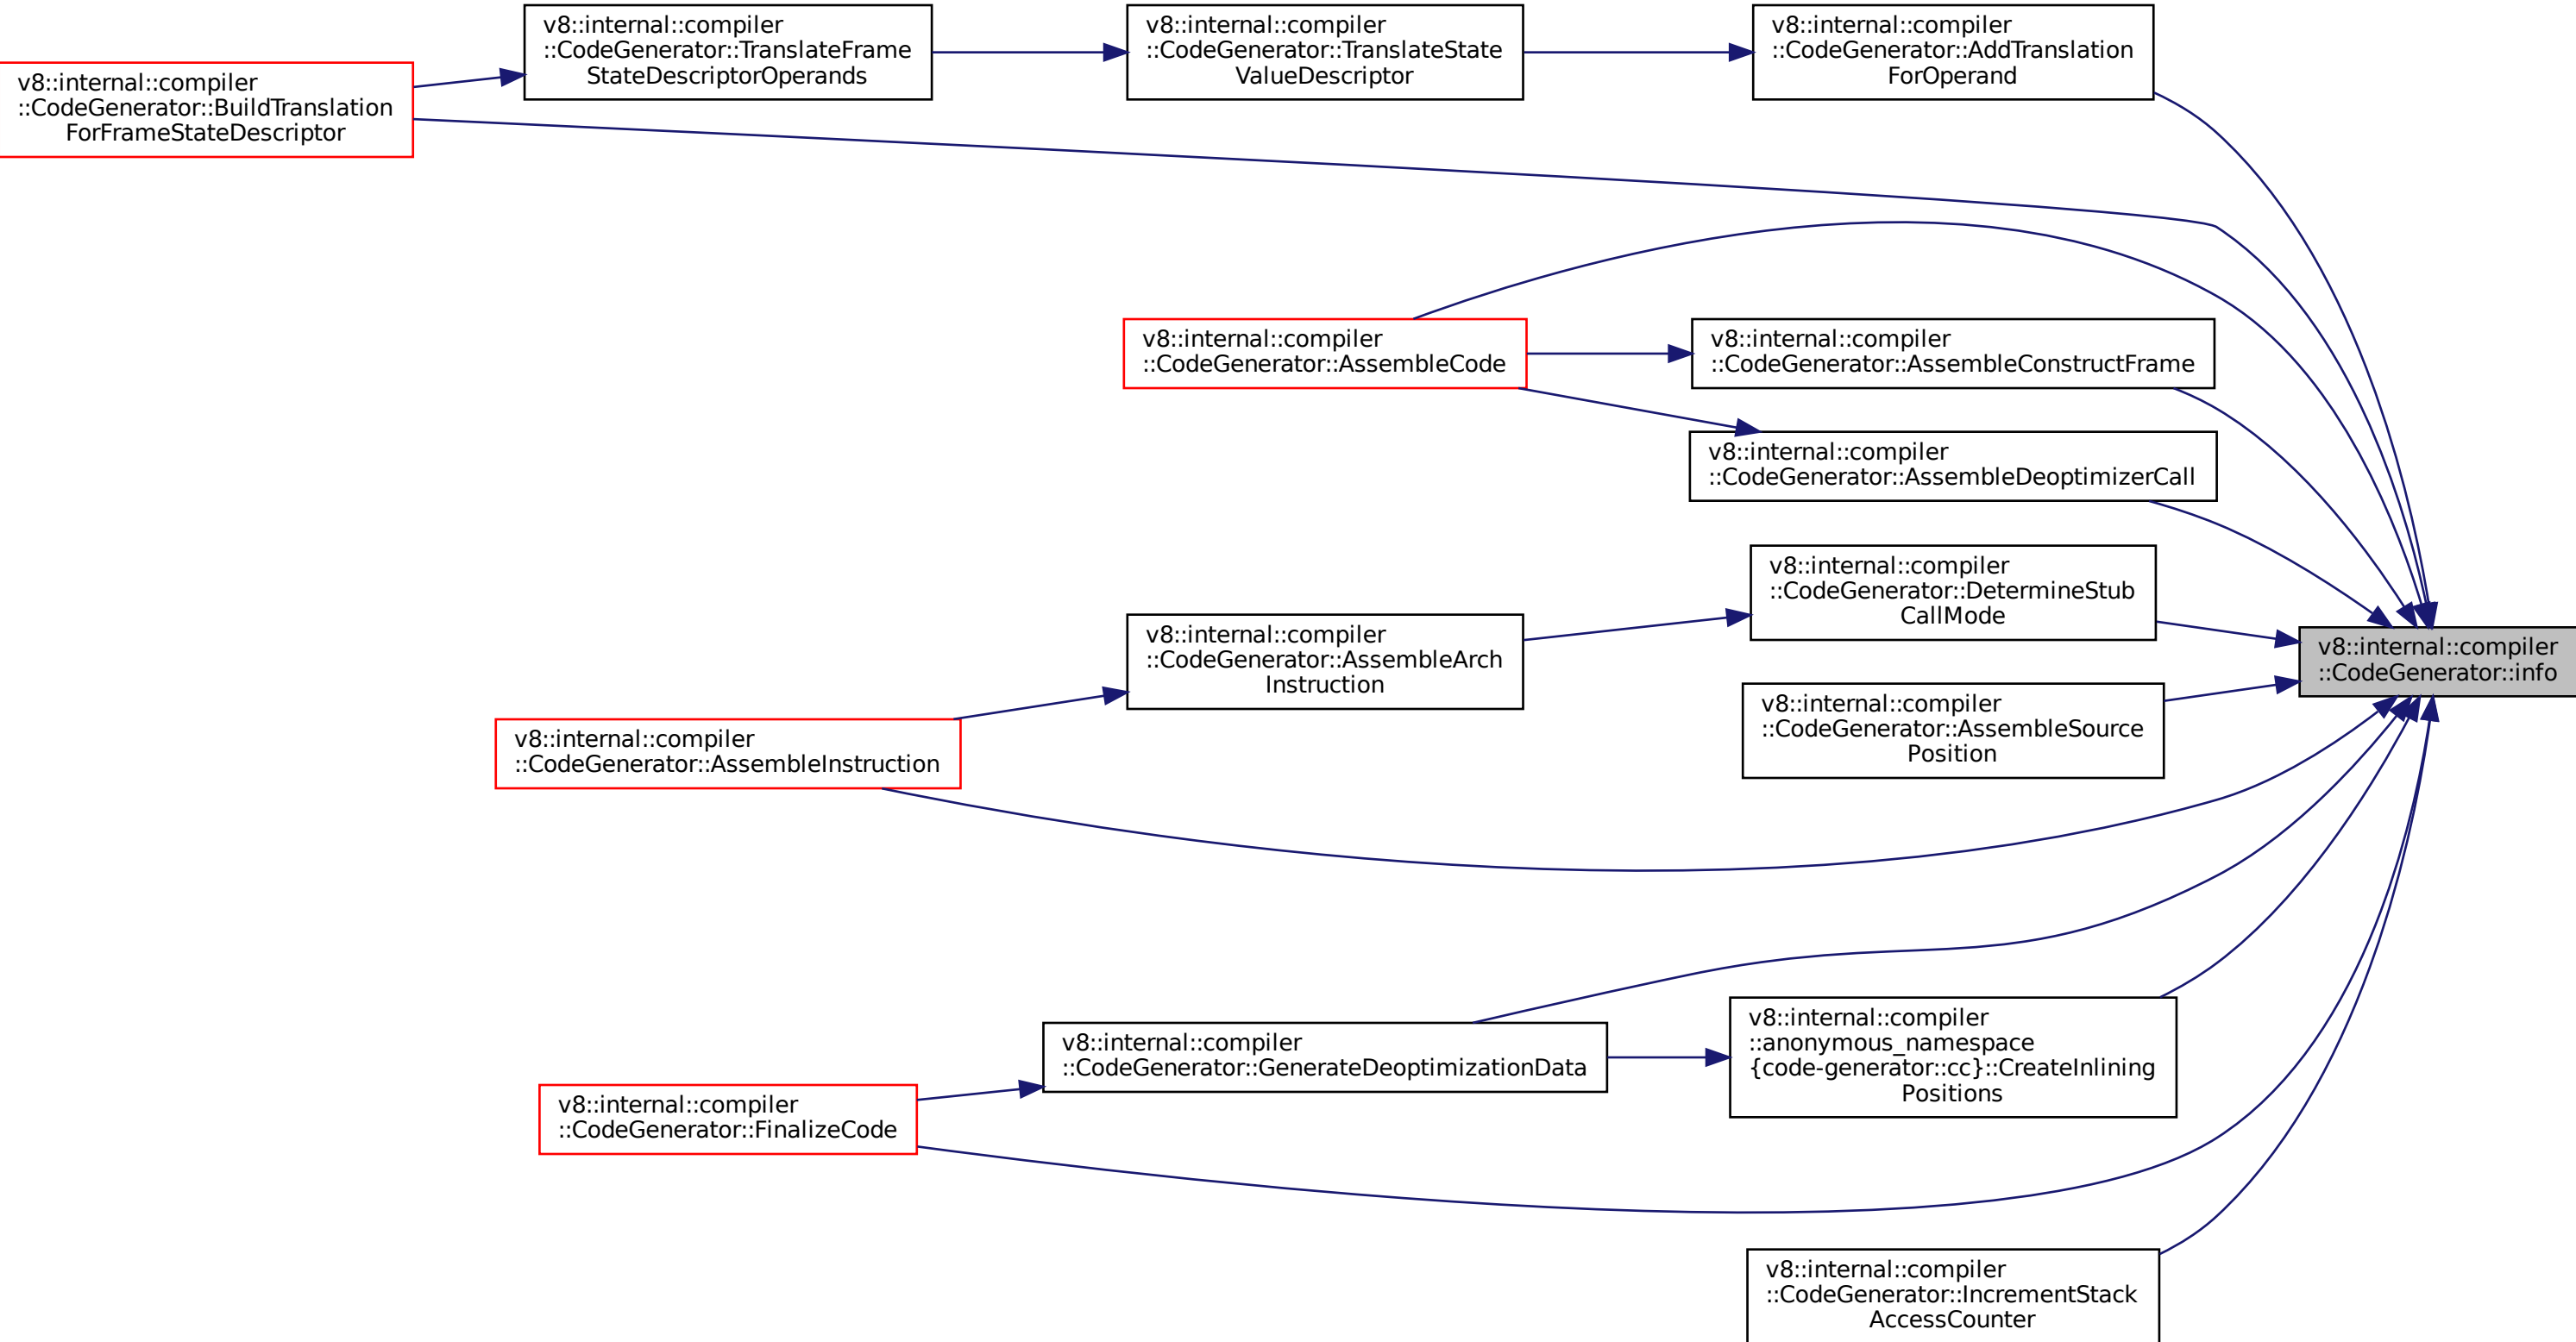 v8::internal::compiler
::CodeGenerator::TranslateFrame
StateDescriptorOperands
v8::internal::compiler
::CodeGenerator::TranslateState
ValueDescriptor
v8::internal::compiler
::CodeGenerator::AddTranslation
ForOperand
v8::internal::compiler
::CodeGenerator::BuildTranslation
ForFrameStateDescriptor
v8::internal::compiler
::CodeGenerator::AssembleCode
v8::internal::compiler
::CodeGenerator::AssembleConstructFrame
v8::internal::compiler
::CodeGenerator::AssembleDeoptimizerCall
v8::internal::compiler
::CodeGenerator::DetermineStub
CallMode
v8::internal::compiler
::CodeGenerator::AssembleArch
Instruction
v8::internal::compiler
::CodeGenerator::info
v8::internal::compiler
::CodeGenerator::AssembleSource
Position
v8::internal::compiler
::CodeGenerator::AssembleInstruction
v8::internal::compiler
::anonymous_namespace
{code-generator::cc}::CreateInlining
Positions
v8::internal::compiler
::CodeGenerator::GenerateDeoptimizationData
v8::internal::compiler
::CodeGenerator::FinalizeCode
v8::internal::compiler
::CodeGenerator::IncrementStack
AccessCounter